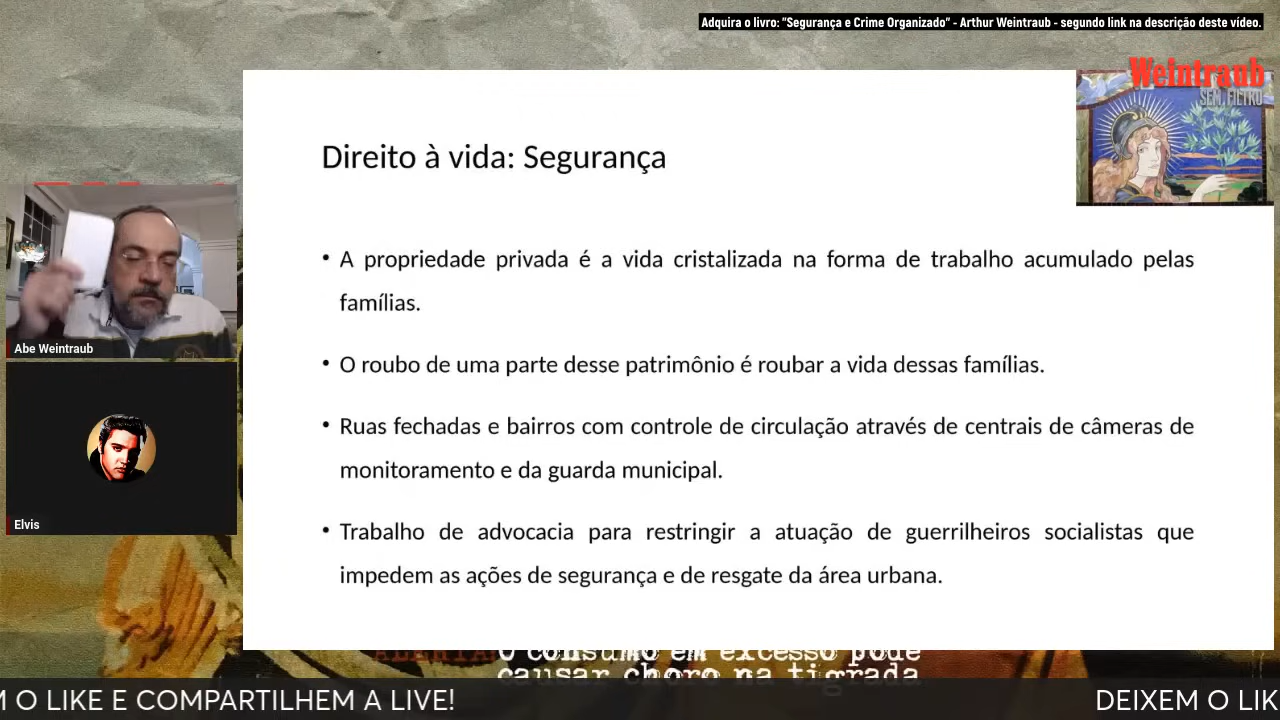 Adquira o livro: "Segurança e Crime Organizado" - Arthur Weintraub - segundo link na descrição deste vídeo.
Weintraub
SEM FILTRO
Direito à vida: Segurança
• A propriedade privada é a vida cristalizada na forma de trabalho acumulado pelas
famílias.
• O roubo de uma parte desse patrimônio é roubar a vida dessas famílias.
• Ruas fechadas e bairros com controle de circulação através de centrais de câmeras de
monitoramento e da guarda municipal.
• Trabalho de advocacia para restringir a atuação de guerrilheiros socialistas que
impedem as ações de segurança e de resgate da área urbana.
Abe Weintraub
Elvis
O consumo em excesso pode
causar choro na tigrada
M O LIKE E COMPARTILHEM A LIVE!
DEIXEM O LIK